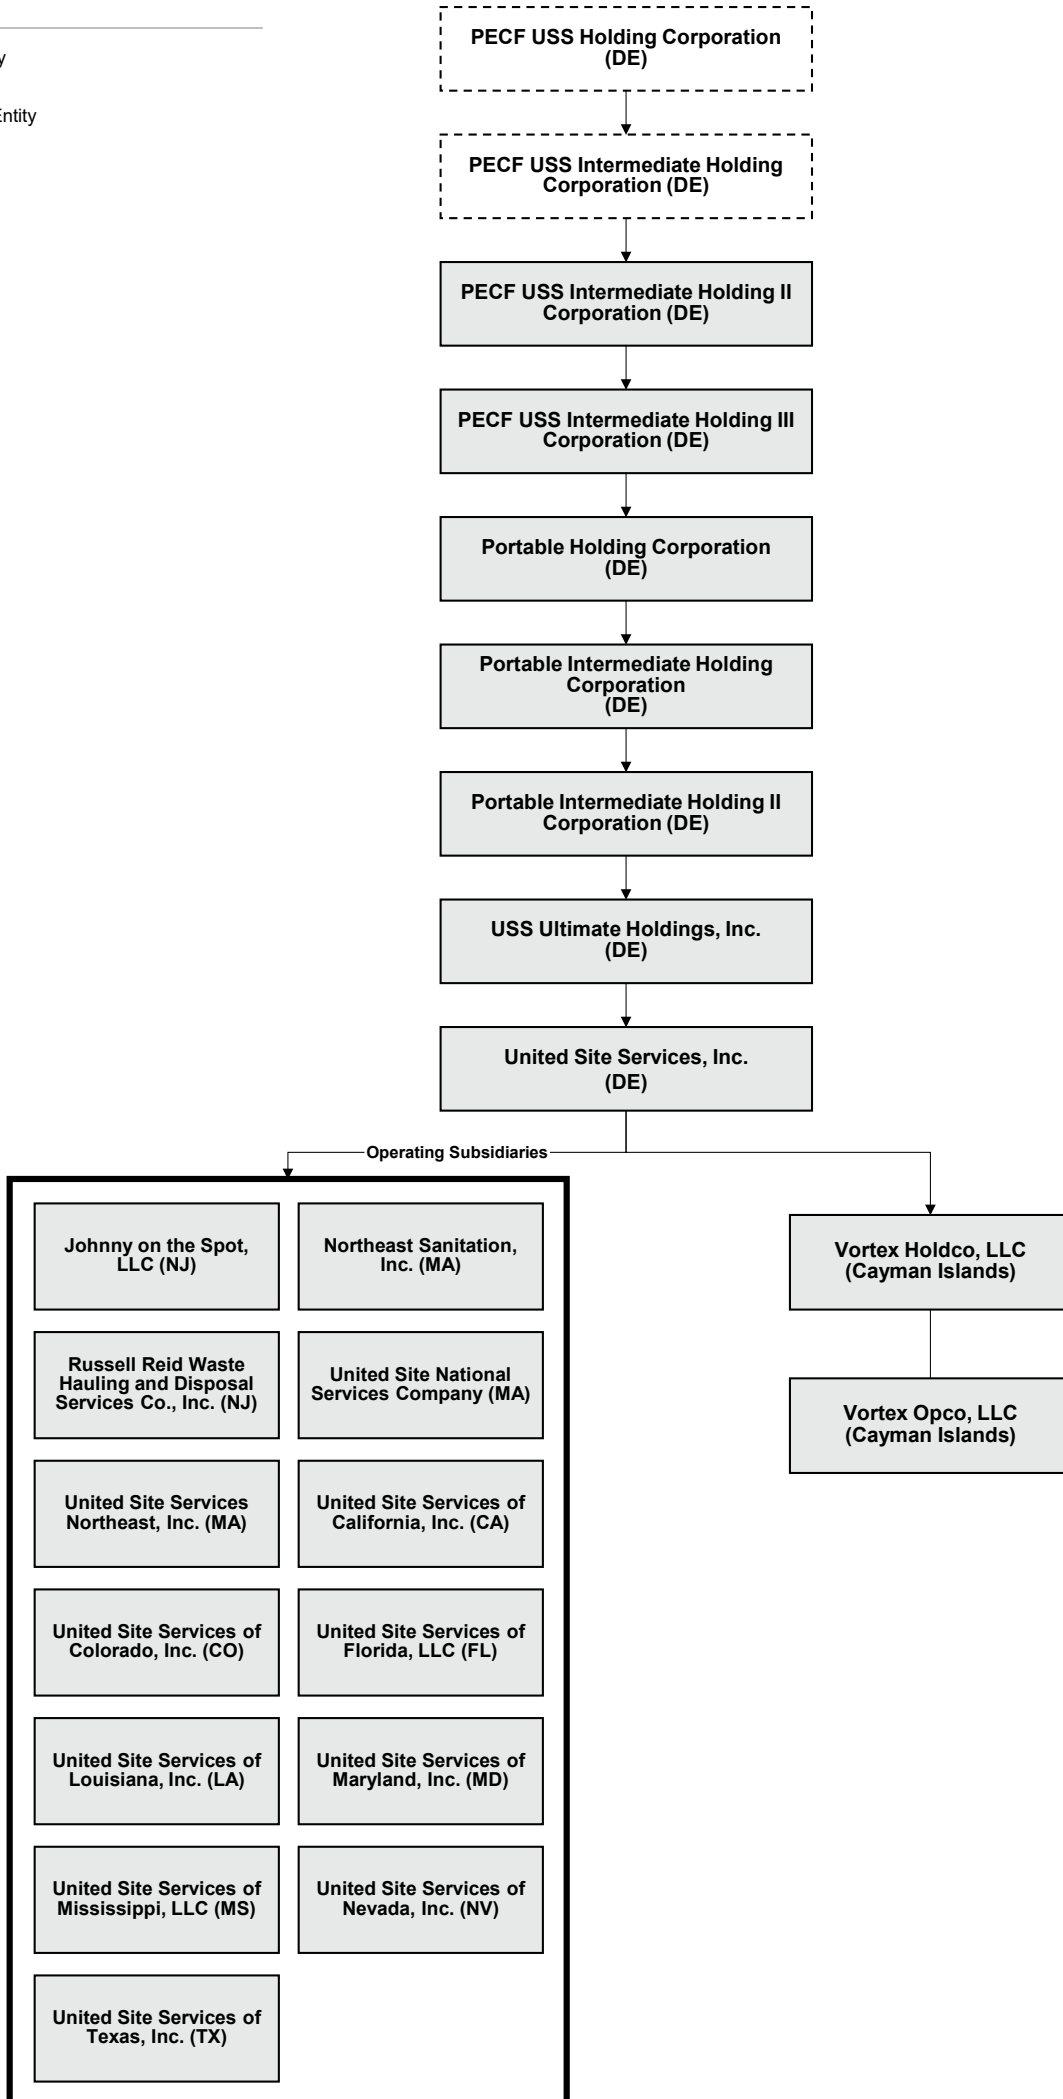 Entity
PECF USS Holding Corporation
(DE)
PECF USS Intermediate Holding
Corporation (DE)
PECF USS Intermediate Holding II
Corporation (DE)
PECF USS Intermediate Holding III
Corporation (DE)
Portable Holding Corporation
(DE)
Portable Intermediate Holding
Corporation
(DE)
Portable Intermediate Holding II
Corporation (DE)
USS Ultimate Holdings, Inc.
(DE)
United Site Services, Inc.
(DE)
Operating Subsidiaries
Johnny on the Spot,
LLC (NJ)
Northeast Sanitation,
Inc. (MA)
Russell Reid Waste
Hauling and Disposal
Services Co., Inc. (NJ)
United Site National
Services Company (MA)
United Site Services
Northeast, Inc. (MA)
United Site Services of
California, Inc. (CA)
United Site Services of
Colorado, Inc. (CO)
United Site Services of
Florida, LLC (FL)
United Site Services of
Louisiana, Inc. (LA)
United Site Services of
Maryland, Inc. (MD)
United Site Services of
Mississippi, LLC (MS)
United Site Services of
Nevada, Inc. (NV)
United Site Services of
Texas, Inc. (TX)
Vortex Holdco, LLC
(Cayman Islands)
Vortex Opco, LLC
(Cayman Islands)